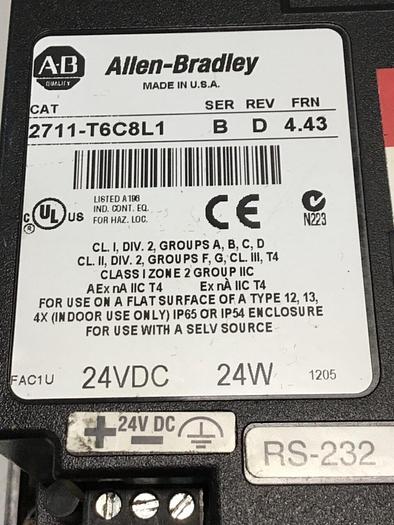 A·B
QUALITY
Allen-Bradley
MADE IN U.S.A.
CAT SER REV FRN
2711-T6C8L1 B D 4.43
C UL US
®
LISTED A196
IND. CONT. EQ.
FOR HAZ. LOC.
CE
N223
CL. I, DIV. 2, GROUPS A, B, C, D
CL. II, DIV. 2, GROUPS F, G, CL. III, T4
CLASS I ZONE 2 GROUP IIC
AEx nA IIC T4 Ex nA IIC T4
FOR USE ON A FLAT SURFACE OF A TYPE 12, 13,
4X (INDOOR USE ONLY) IP65 OR IP54 ENCLOSURE
FOR USE WITH A SELV SOURCE
FAC1U 24VDC 24W 1205
+ 24V DC -
RS-232